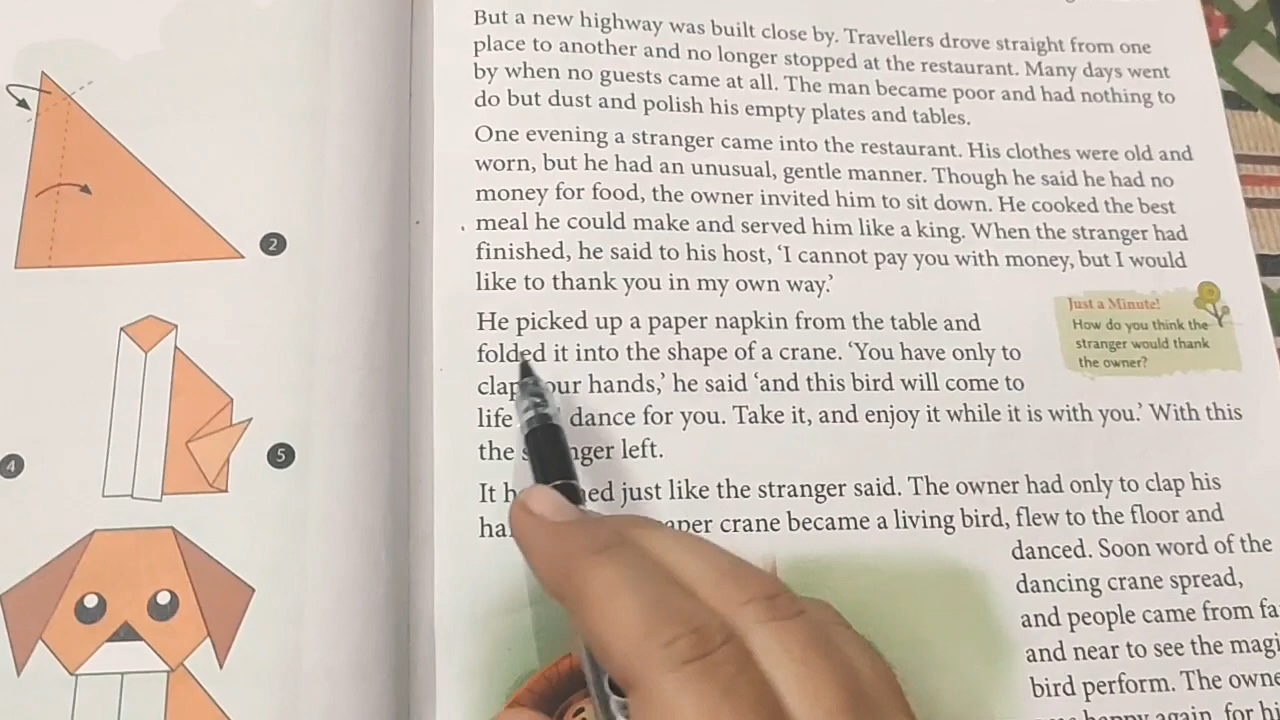 But a new highway was built close by. Travellers drove straight from one
place to another and no longer stopped at the restaurant. Many days went
by when no guests came at all. The man became poor and had nothing to
do but dust and polish his empty plates and tables.
One evening a stranger came into the restaurant. His clothes were old and
worn, but he had an unusual, gentle manner. Though he said he had no
money for food, the owner invited him to sit down. He cooked the best
meal he could make and served him like a king. When the stranger had
finished, he said to his host, ‘I cannot pay you with money, but I would
like to thank you in my own way.’
He picked up a paper napkin from the table and
folded it into the shape of a crane. ‘You have only to
clap our hands,’ he said ‘and this bird will come to
life dance for you. Take it, and enjoy it while it is with you.’ With this
the left.
It just like the stranger said. The owner had only to clap his
crane became a living bird, flew to the floor and
danced. Soon word of the
dancing crane spread,
and people came from fa
and near to see the magi
bird perform. The owne
happy again, for hi
Just a Minute!
How do you think the
stranger would thank
the owner?
2
4
5